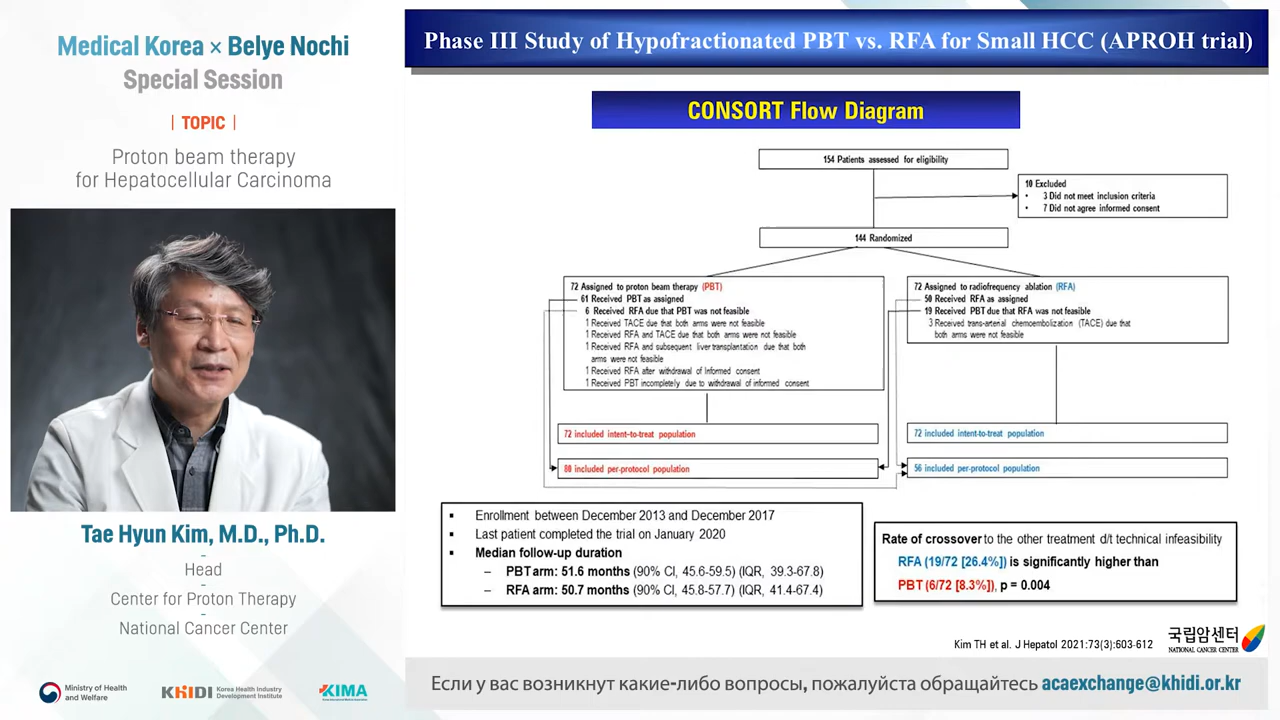 Medical Korea × Belye Nochi
Special Session
| TOPIC |
Proton beam therapy
for Hepatocellular Carcinoma
Tae Hyun Kim, M.D., Ph.D.
-
Head
-
Center for Proton Therapy
-
National Cancer Center
Ministry of Health
and Welfare
KHIDI Korea Health Industry
Development Institute
KIMA
Phase III Study of Hypofractionated PBT vs. RFA for Small HCC (APROH trial)
CONSORT Flow Diagram
154 Patients assessed for eligibility
10 Excluded
• 3 Did not meet inclusion criteria
• 7 Did not agree informed consent
144 Randomized
72 Assigned to proton beam therapy (PBT)
61 Received PBT as assigned
6 Received RFA due that PBT was not feasible
1 Received TACE due that both arms were not feasible
1 Received RFA and TACE due that both arms were not feasible
1 Received RFA and subsequent liver transplantation due that both
arms were not feasible
1 Received RFA after withdrawal of Informed consent
1 Received PBT incompletely due to withdrawal of informed consent
72 Assigned to radiofrequency ablation (RFA)
50 Received RFA as assigned
19 Received PBT due that RFA was not feasible
3 Received trans-arterial chemoembolization (TACE) due that
both arms were not feasible
72 included intent-to-treat population
72 included intent-to-treat population
80 included per-protocol population
56 included per-protocol population
▪ Enrollment between December 2013 and December 2017
▪ Last patient completed the trial on January 2020
▪ Median follow-up duration
– PBT arm: 51.6 months (90% CI, 45.6-59.5) (IQR, 39.3-67.8)
– RFA arm: 50.7 months (90% CI, 45.8-57.7) (IQR, 41.4-67.4)
Rate of crossover to the other treatment d/t technical infeasibility
RFA (19/72 [26.4%]) is significantly higher than
PBT (6/72 [8.3%]), p = 0.004
Kim TH et al. J Hepatol 2021:73(3):603-612
국립암센터
NATIONAL CANCER CENTER
Если у вас возникнут какие-либо вопросы, пожалуйста обращайтесь acaexchange@khidi.or.kr